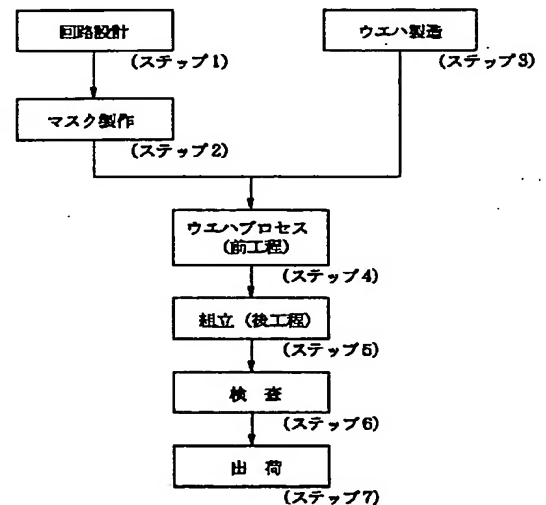 回路設計
(ステップ1)
ウエハ製造
(ステップ3)
マスク製作
(ステップ2)
ウエハプロセス
(前工程)
(ステップ4)
組立(後工程)
(ステップ5)
検 査
(ステップ6)
出 荷
(ステップ7)